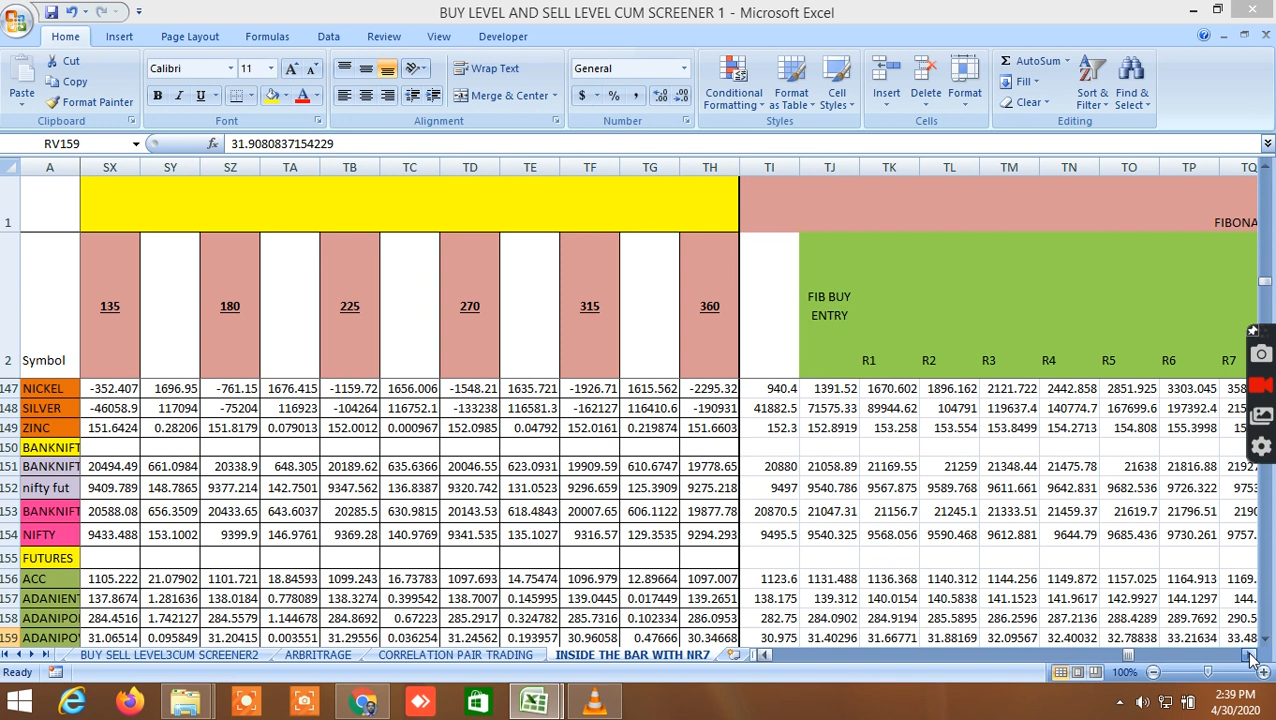 BUY LEVEL AND SELL LEVEL CUM SCREENER 1 - Microsoft Excel
Home Insert Page Layout Formulas Data Review View Developer
Cut
Copy
Format Painter
Paste
Clipboard
Calibri 11
Font
Wrap Text
Merge & Center
Alignment
General
Number
Conditional Formatting
Format as Table
Cell Styles
Styles
Insert Delete Format
Cells
AutoSum
Fill
Clear
Sort & Filter
Find & Select
Editing
RV159 31.9080837154229
A SX SY SZ TA TB TC TD TE TF TG TH TI TJ TK TL TM TN TO TP TQ
1 FIBONA
2 Symbol 135 180 225 270 315 360 FIB BUY ENTRY R1 R2 R3 R4 R5 R6 R7
147 NICKEL -352.407 1696.95 -761.15 1676.415 -1159.72 1656.006 -1548.21 1635.721 -1926.71 1615.562 -2295.32 940.4 1391.52 1670.602 1896.162 2121.722 2442.858 2851.925 3303.045 358
148 SILVER -46058.9 117094 -75204 116923 -104264 116752.1 -133238 116581.3 -162127 116410.6 -190931 41882.5 71575.33 89944.62 104791 119637.4 140774.7 167699.6 197392.4 215
149 ZINC 151.6424 0.28206 151.8179 0.079013 152.0012 0.000967 152.0985 0.04792 152.0161 0.219874 151.6603 152.3 152.8919 153.258 153.554 153.8499 154.2713 154.808 155.3998 15
150 BANKNIFT
151 BANKNIFT 20494.49 661.0984 20338.9 648.305 20189.62 635.6366 20046.55 623.0931 19909.59 610.6747 19778.65 20880 21058.89 21169.55 21259 21348.44 21475.78 21638 21816.88 2192
152 nifty fut 9409.789 148.7865 9377.214 142.7501 9347.562 136.8387 9320.742 131.0523 9296.659 125.3909 9275.218 9497 9540.786 9567.875 9589.768 9611.661 9642.831 9682.536 9726.322 9753
153 BANKNIFT 20588.08 656.3509 20433.65 643.6037 20285.5 630.9815 20143.53 618.4843 20007.65 606.1122 19877.78 20870.5 21047.31 21156.7 21245.1 21333.51 21459.37 21619.7 21796.51 2190
154 NIFTY 9433.488 153.1002 9399.9 146.9761 9369.28 140.9769 9341.535 135.1027 9316.57 129.3535 9294.293 9495.5 9540.325 9568.056 9590.468 9612.881 9644.79 9685.436 9730.261 9757.
155 FUTURES
156 ACC 1105.222 21.07902 1101.721 18.84593 1099.243 16.73783 1097.693 14.75474 1096.979 12.89664 1097.007 1123.6 1131.488 1136.368 1140.312 1144.256 1149.872 1157.025 1164.913 1169.
157 ADANIEN 137.8674 1.281636 138.0184 0.778089 138.3274 0.399542 138.7007 0.145995 139.0445 0.017449 139.2651 138.175 139.312 140.0154 140.5838 141.1523 141.9617 142.9927 144.1297 144.
158 ADANIPO 284.4516 1.742127 284.5579 1.144678 284.8692 0.67223 285.2917 0.324782 285.7316 0.102334 286.0953 282.75 284.0902 284.9194 285.5895 286.2596 287.2136 288.4289 289.7692 290.5
159 ADANIPO 31.06514 0.095849 31.20415 0.003551 31.29556 0.036254 31.24562 0.193957 30.96058 0.47666 30.34668 30.975 31.40296 31.66771 31.88169 32.09567 32.40032 32.78838 33.21634 33.48
BUY SELL LEVEL3CUM SCREENER2 ARBITRAGE CORRELATION PAIR TRADING INSIDE THE BAR WITH NR7
Ready 100%
2:39 PM
4/30/2020